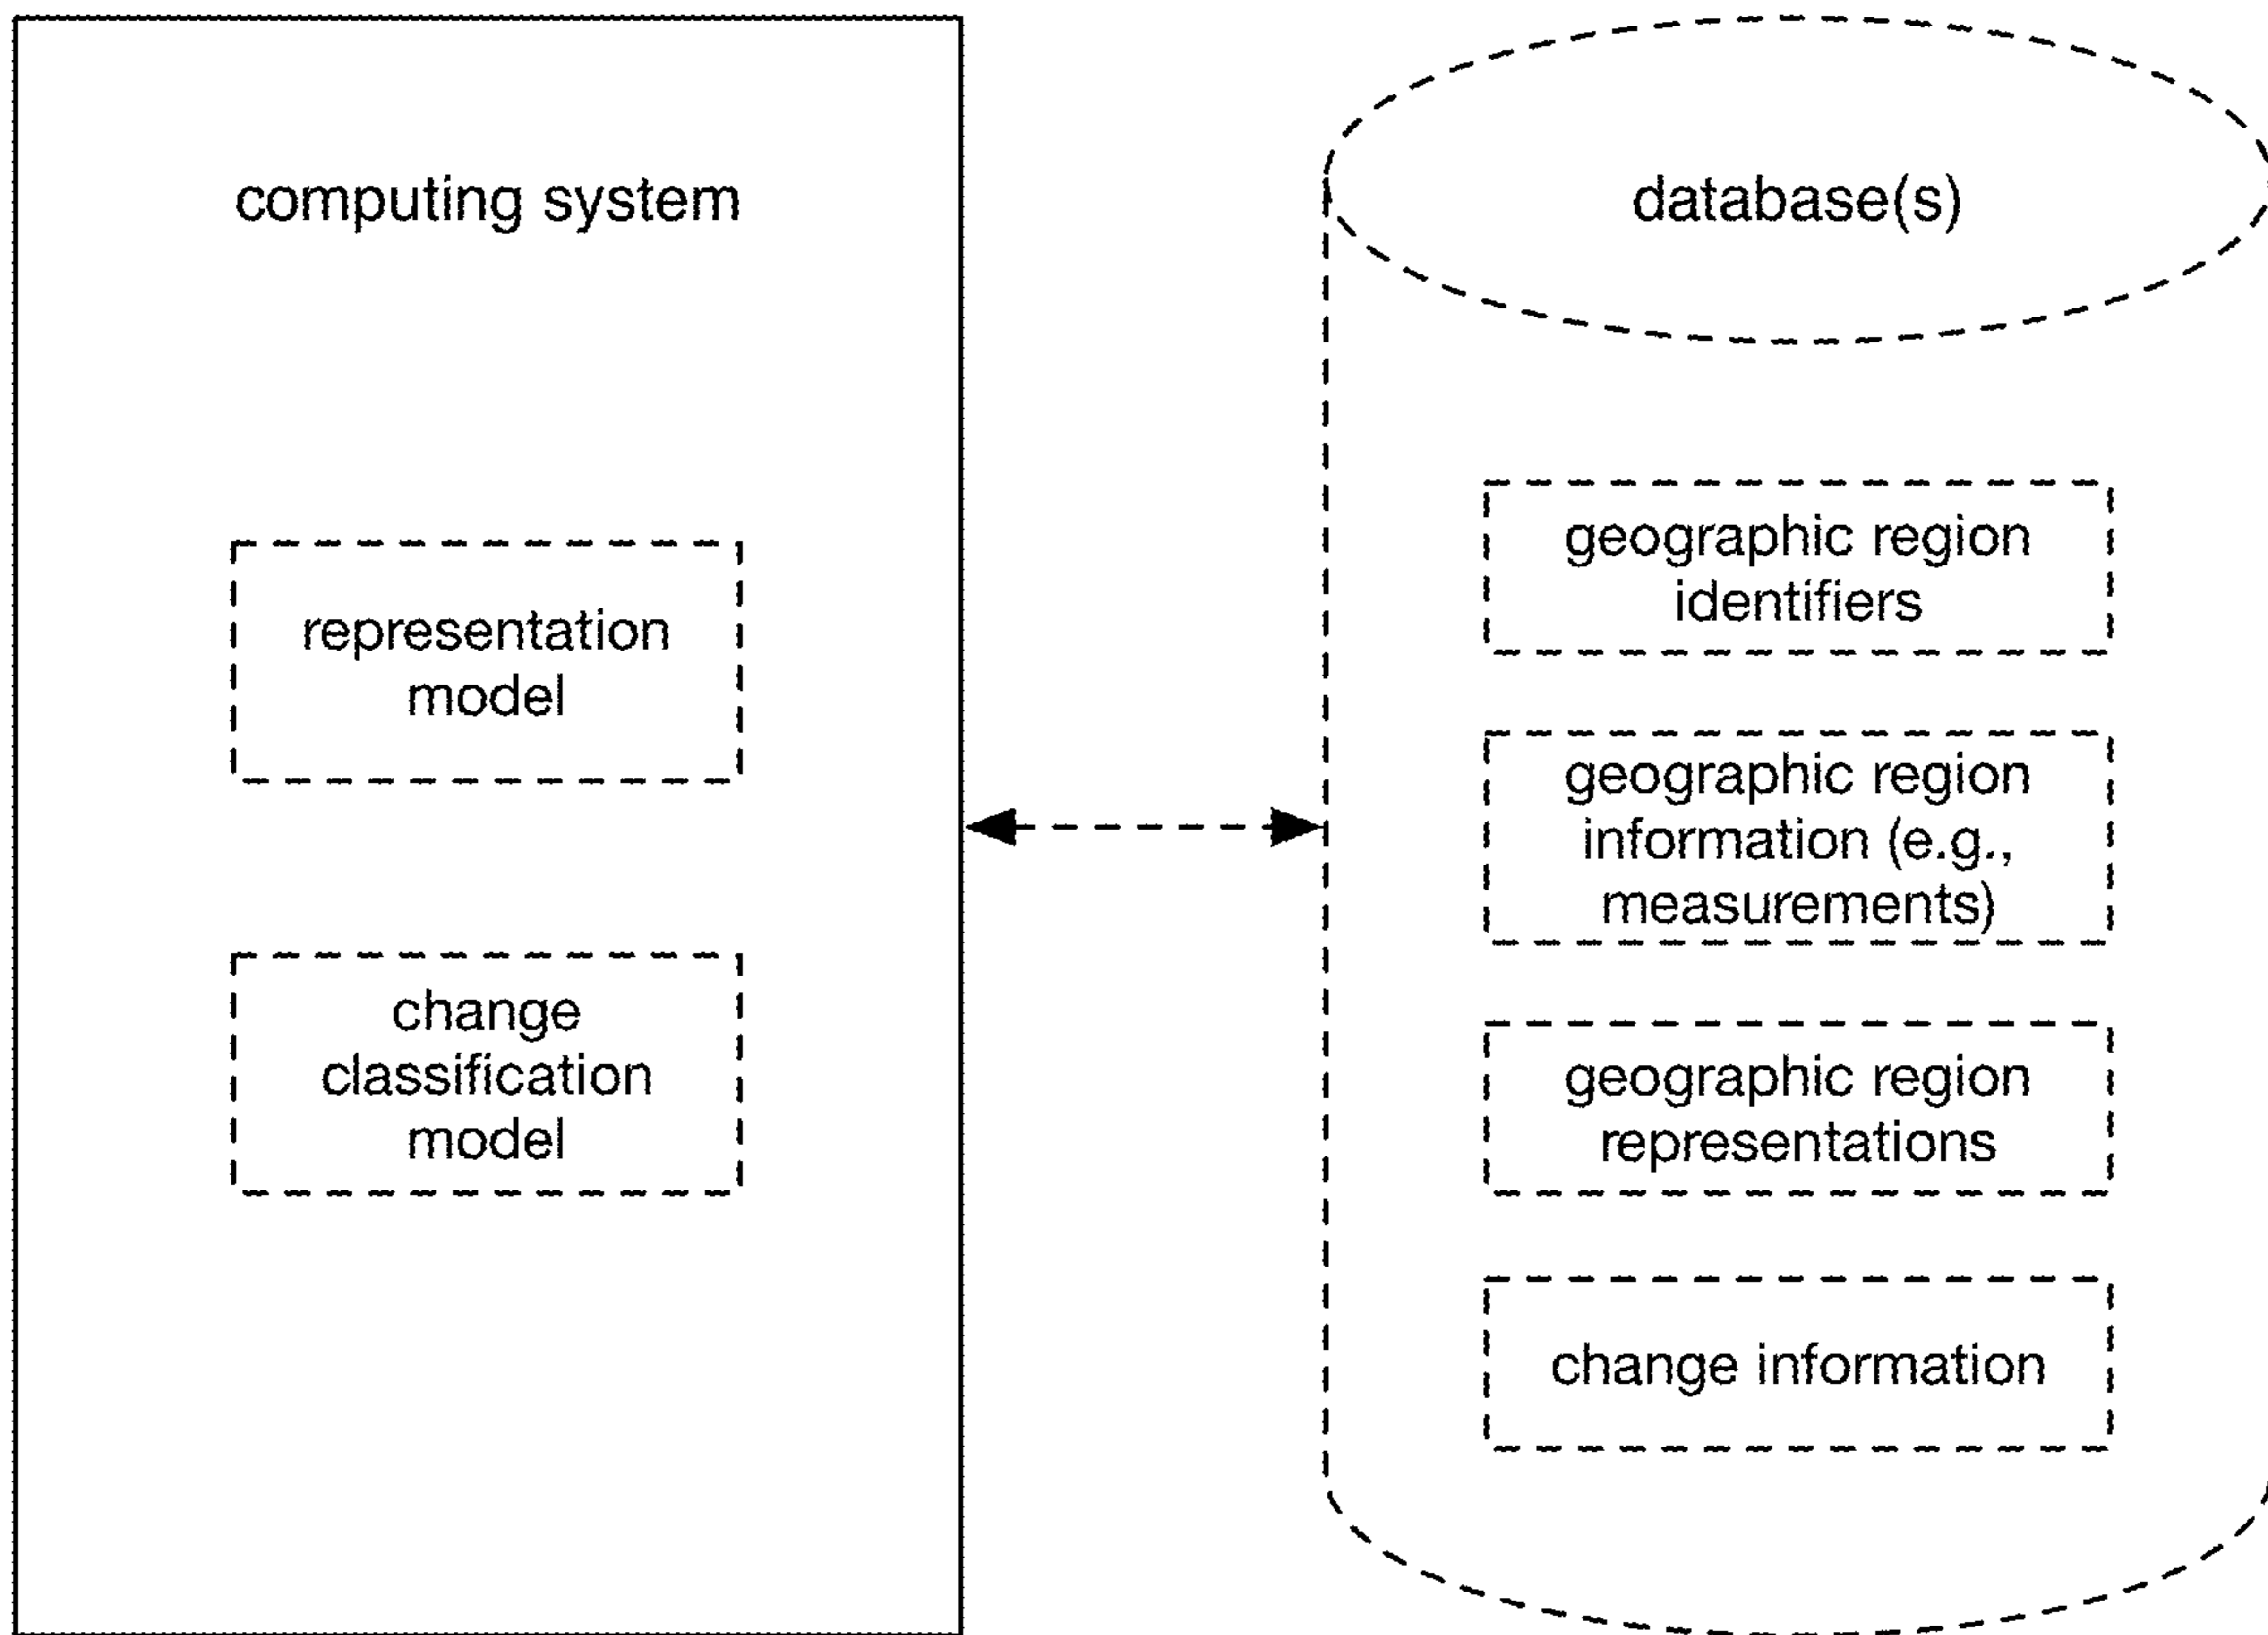 computing system
representation
model
change
classification
model
database(s)
geographic region
identifiers
geographic region
information (e.g.,
measurements)
geographic region
representations
change information